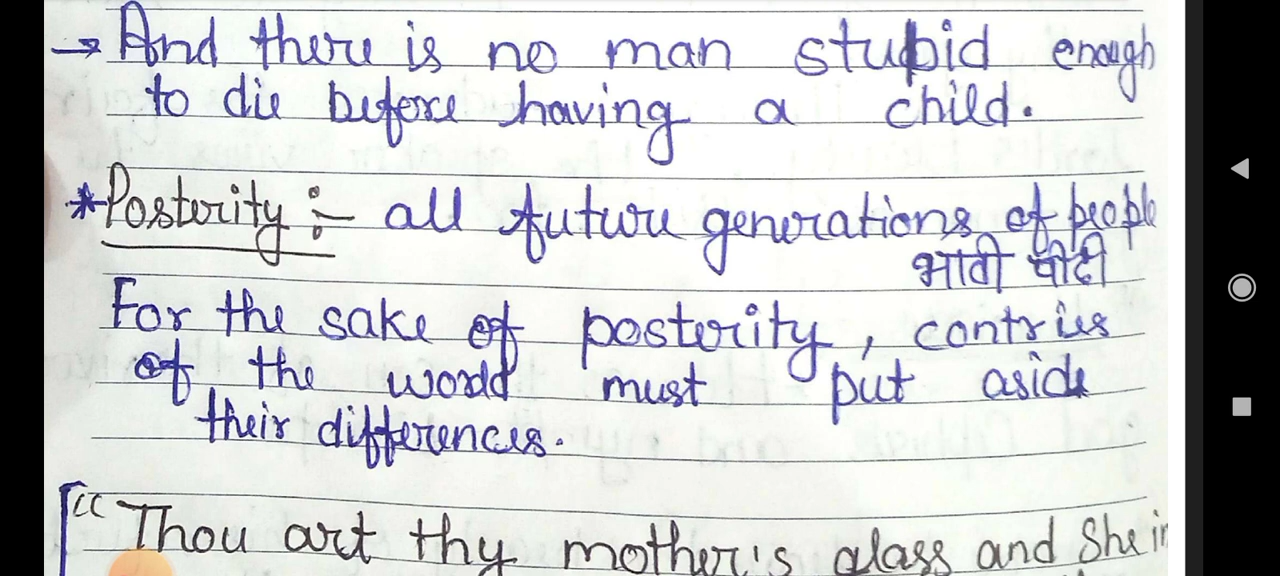 → And there is no man stupid enough
to die before having a child.
*Posterity :- all future generations of people
भावी पीढी
For the sake of posterity, contries
of the world must put aside
their differences.
"Thou art thy mother's glass and She in